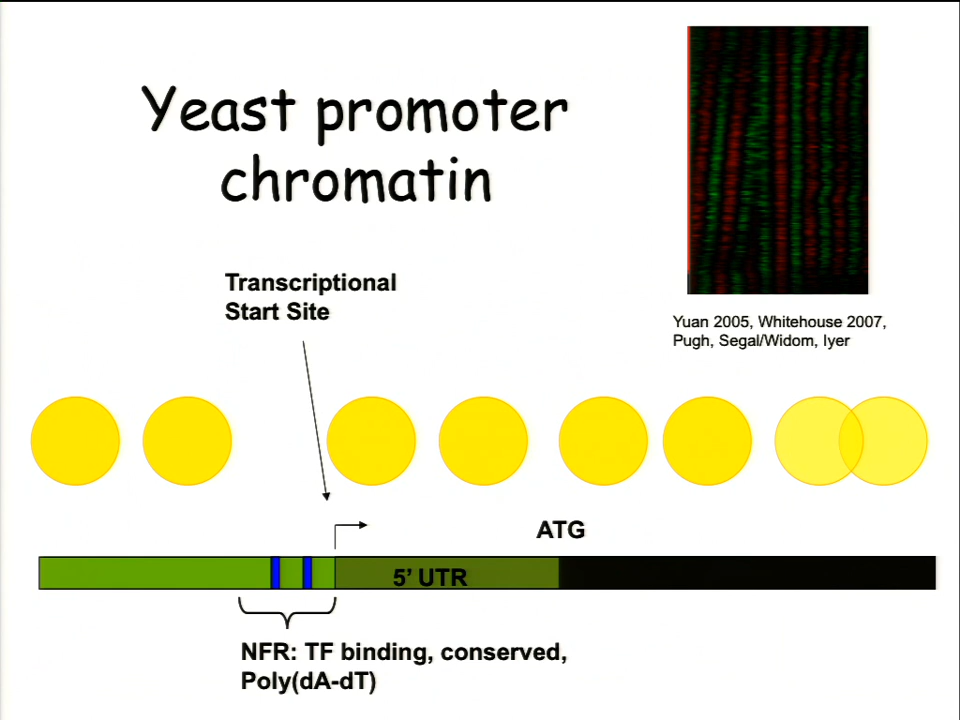 Yeast promoter
chromatin
Transcriptional
Start Site
Yuan 2005, Whitehouse 2007,
Pugh, Segal/Widom, Iyer
ATG
5’ UTR
NFR: TF binding, conserved,
Poly(dA-dT)